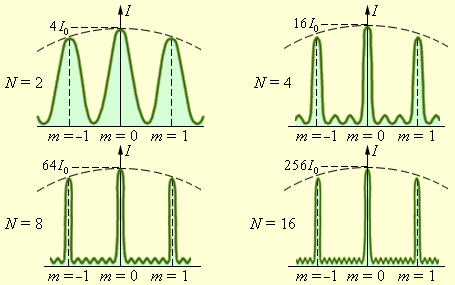 I
4I₀
N = 2
m = -1 m = 0 m = 1
I
16I₀
N = 4
m = -1 m = 0 m = 1
I
64I₀
N = 8
m = -1 m = 0 m = 1
I
256I₀
N = 16
m = -1 m = 0 m = 1